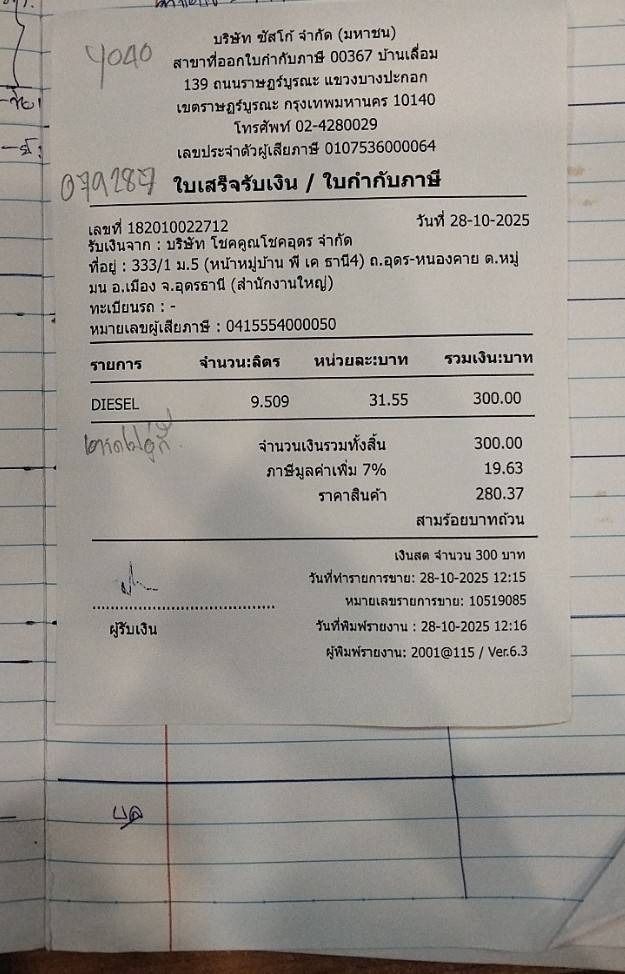 บริษัท ซัสโก้ จำกัด (มหาชน)
4040
สาขาที่ออกใบกำกับภาษี 00367 บ้านเลื่อม
139 ถนนราษฎร์บูรณะ แขวงบางปะกอก
เขตราษฎร์บูรณะ กรุงเทพมหานคร 10140
โทรศัพท์ 02-4280029
เลขประจำตัวผู้เสียภาษี 0107536000064
079287
ใบเสร็จรับเงิน / ใบกำกับภาษี
เลขที่ 182010022712 วันที่ 28-10-2025
รับเงินจาก : บริษัท โชคคูณโชคอุดร จำกัด
ที่อยู่ : 333/1 ม.5 (หน้าหมู่บ้าน พี เค ธานี4) ถ.อุดร-หนองคาย ต.หมู
มน อ.เมือง จ.อุดรธานี (สำนักงานใหญ่)
ทะเบียนรถ : -
หมายเลขผู้เสียภาษี : 0415554000050
รายการ จำนวน:ลิตร หน่วยละ:บาท รวมเงิน:บาท
DIESEL 9.509 31.55 300.00
จำนวนเงินรวมทั้งสิ้น 300.00
ภาษีมูลค่าเพิ่ม 7% 19.63
ราคาสินค้า 280.37
สามร้อยบาทถ้วน
เงินสด จำนวน 300 บาท
วันที่ทำรายการขาย: 28-10-2025 12:15
หมายเลขรายการขาย: 10519085
ผู้รับเงิน
วันที่พิมพ์รายงาน : 28-10-2025 12:16
ผู้พิมพ์รายงาน: 2001@115 / Ver.6.3